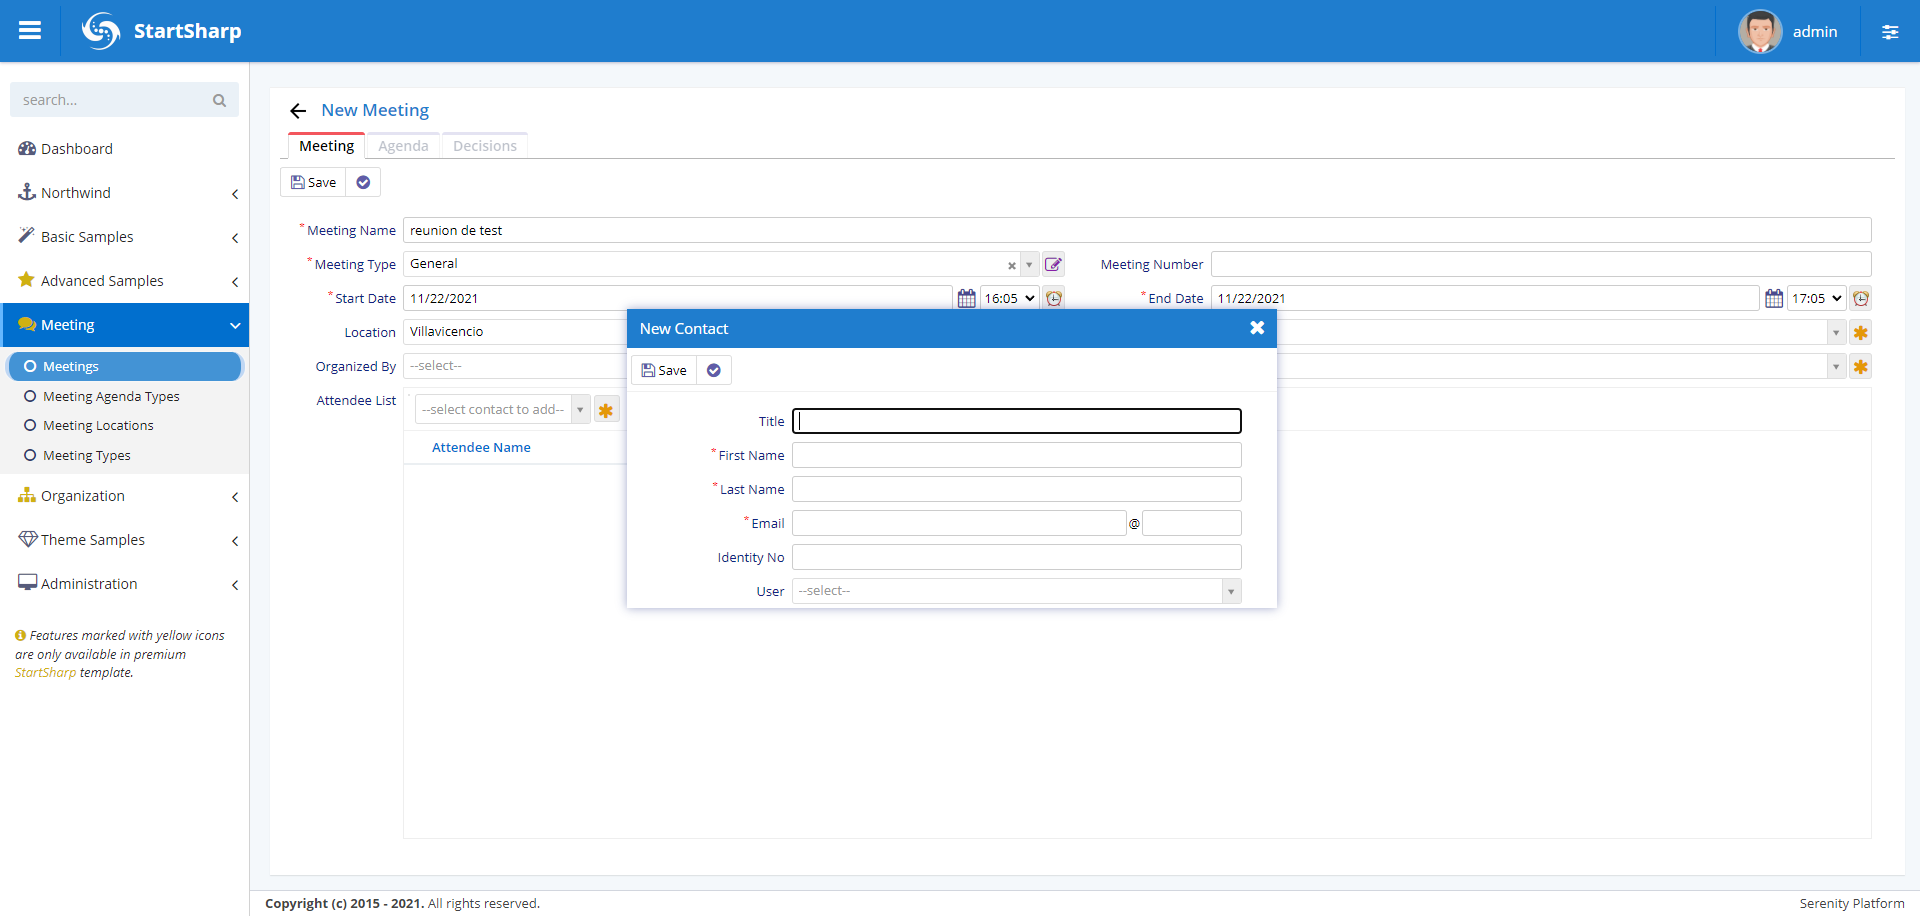 StartSharp
admin
search...
Dashboard
Northwind
Basic Samples
Advanced Samples
Meeting
Meetings
Meeting Agenda Types
Meeting Locations
Meeting Types
Organization
Theme Samples
Administration
Features marked with yellow icons
are only available in premium
StartSharp template.
New Meeting
Meeting Agenda Decisions
Save
* Meeting Name reunion de test
* Meeting Type General Meeting Number
* Start Date 11/22/2021 16:05 * End Date 11/22/2021 17:05
Location Villavicencio
Organized By --select--
Attendee List --select contact to add--
Attendee Name
New Contact
Save
Title
* First Name
* Last Name
* Email @
Identity No
User --select--
Copyright (c) 2015 - 2021. All rights reserved.
Serenity Platform